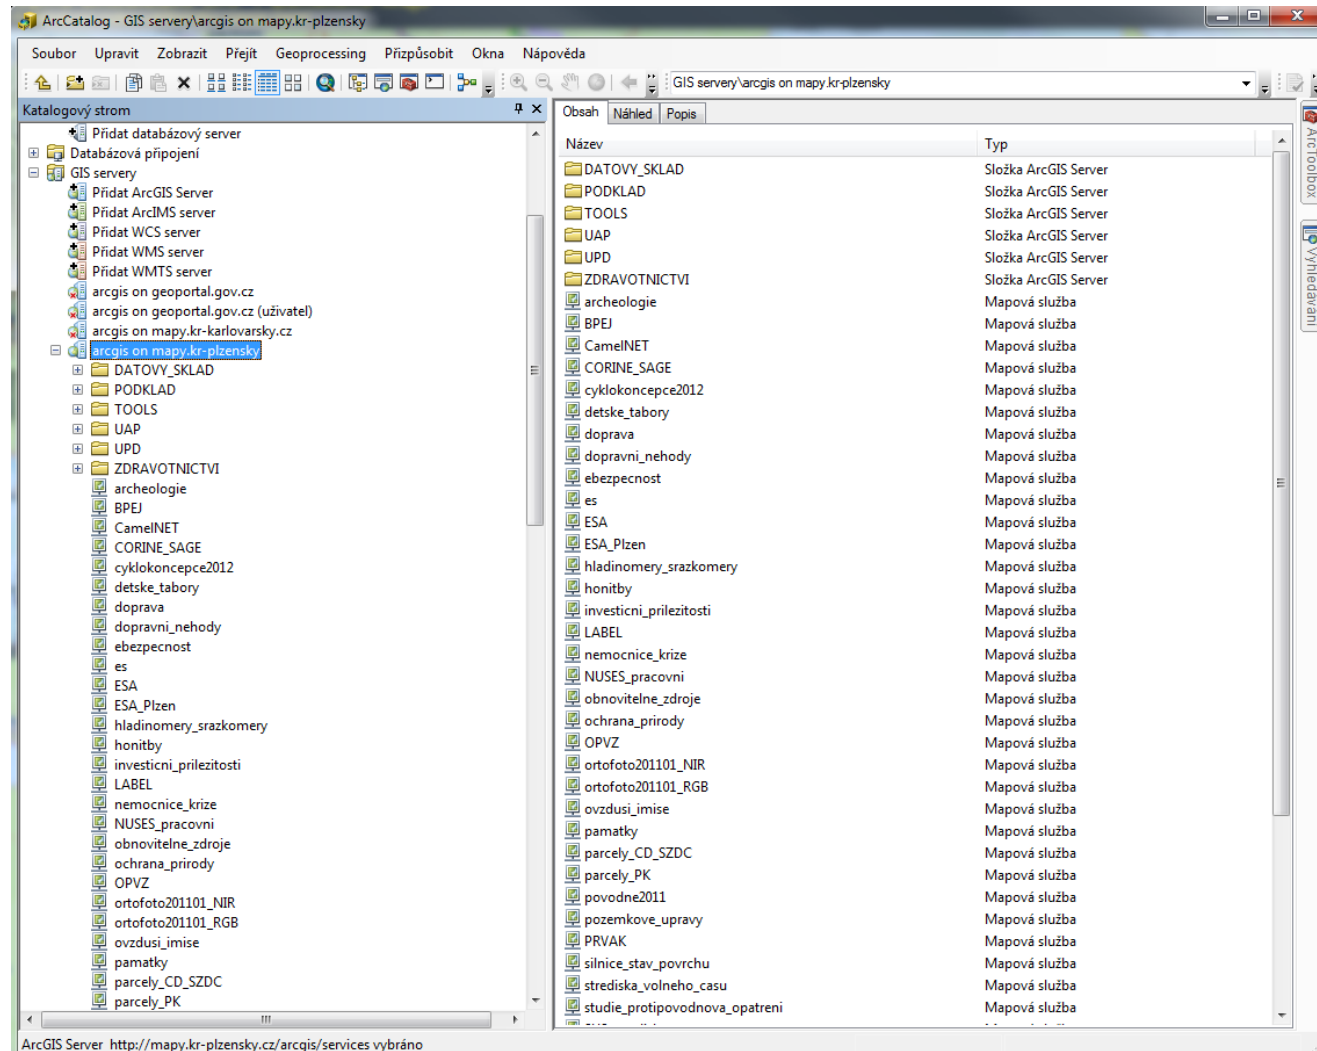 ArcCatalog - GIS servery\arcgis on mapy.kr-plzensky
Soubor Upravit Zobrazit Přejít Geoprocessing Přizpůsobit Okna Nápověda
GIS servery\arcgis on mapy.kr-plzensky
Katalogový strom
Přidat databázový server
Databázová připojení
GIS servery
Přidat ArcGIS Server
Přidat ArcIMS server
Přidat WCS server
Přidat WMS server
Přidat WMTS server
arcgis on geoportal.gov.cz
arcgis on geoportal.gov.cz (uživatel)
arcgis on mapy.kr-karlovarsky.cz
arcgis on mapy.kr-plzensky
DATOVY_SKLAD
PODKLAD
TOOLS
UAP
UPD
ZDRAVOTNICTVI
archeologie
BPEJ
CamelNET
CORINE_SAGE
cyklokoncepce2012
detske_tabory
doprava
dopravni_nehody
ebezpecnost
es
ESA
ESA_Plzen
hladinomery_srazkomery
honitby
investicni_prilezitosti
LABEL
nemocnice_krize
NUSES_pracovni
obnovitelne_zdroje
ochrana_prirody
OPVZ
ortofoto201101_NIR
ortofoto201101_RGB
ovzdusi_imise
pamatky
parcely_CD_SZDC
parcely_PK
Obsah Náhled Popis
Název Typ
DATOVY_SKLAD Složka ArcGIS Server
PODKLAD Složka ArcGIS Server
TOOLS Složka ArcGIS Server
UAP Složka ArcGIS Server
UPD Složka ArcGIS Server
ZDRAVOTNICTVI Složka ArcGIS Server
archeologie Mapová služba
BPEJ Mapová služba
CamelNET Mapová služba
CORINE_SAGE Mapová služba
cyklokoncepce2012 Mapová služba
detske_tabory Mapová služba
doprava Mapová služba
dopravni_nehody Mapová služba
ebezpecnost Mapová služba
es Mapová služba
ESA Mapová služba
ESA_Plzen Mapová služba
hladinomery_srazkomery Mapová služba
honitby Mapová služba
investicni_prilezitosti Mapová služba
LABEL Mapová služba
nemocnice_krize Mapová služba
NUSES_pracovni Mapová služba
obnovitelne_zdroje Mapová služba
ochrana_prirody Mapová služba
OPVZ Mapová služba
ortofoto201101_NIR Mapová služba
ortofoto201101_RGB Mapová služba
ovzdusi_imise Mapová služba
pamatky Mapová služba
parcely_CD_SZDC Mapová služba
parcely_PK Mapová služba
povodne2011 Mapová služba
pozemkove_upravy Mapová služba
PRVAK Mapová služba
silnice_stav_povrchu Mapová služba
strediska_volneho_casu Mapová služba
studie_protipovodnova_opatreni Mapová služba
ArcToolbox
Vyhledávání
ArcGIS Server http://mapy.kr-plzensky.cz/arcgis/services vybráno